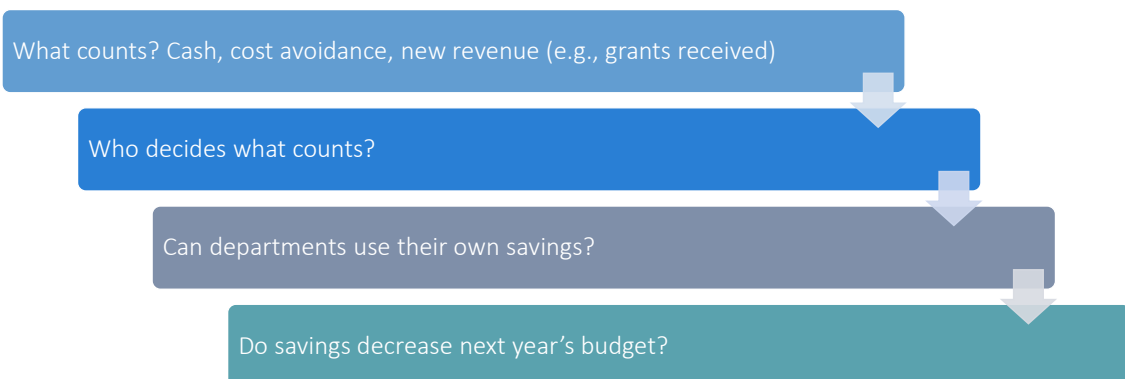 What counts? Cash, cost avoidance, new revenue (e.g., grants received)
Who decides what counts?
Can departments use their own savings?
Do savings decrease next year’s budget?